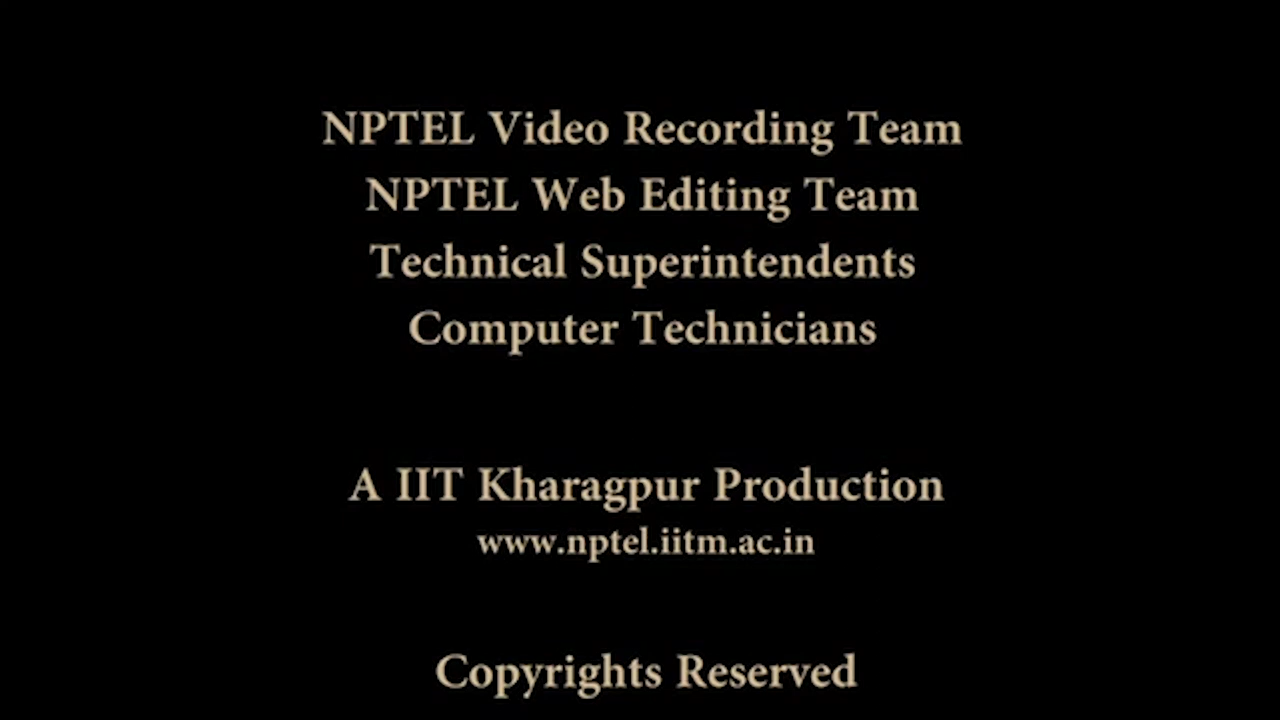 NPTEL Video Recording Team
NPTEL Web Editing Team
Technical Superintendents
Computer Technicians
A IIT Kharagpur Production
www.nptel.iitm.ac.in
Copyrights Reserved